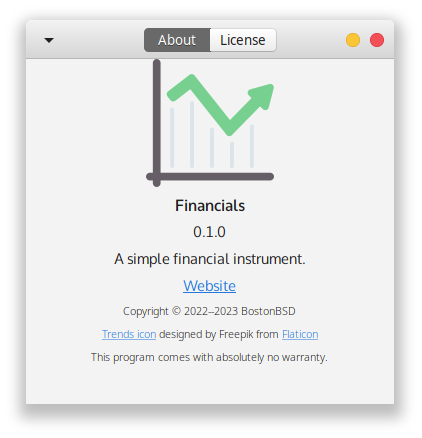 About License
Financials
0.1.0
A simple financial instrument.
Website
Copyright © 2022--2023 BostonBSD
Trends icon designed by Freepik from Flaticon
This program comes with absolutely no warranty.